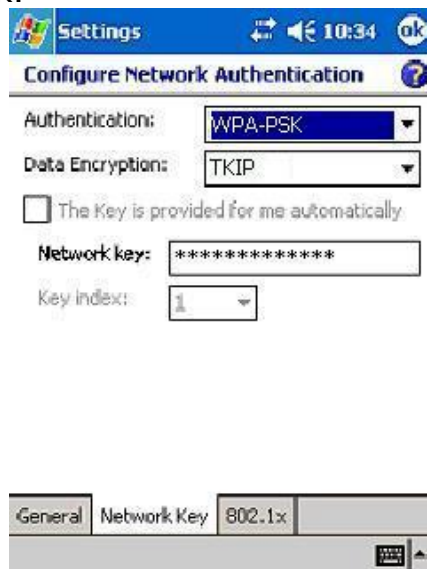 Settings 10:34 ok
Configure Network Authentication ?
Authentication: WPA-PSK
Data Encryption: TKIP
The Key is provided for me automatically
Network key: *************
Key index: 1
General Network Key 802.1x